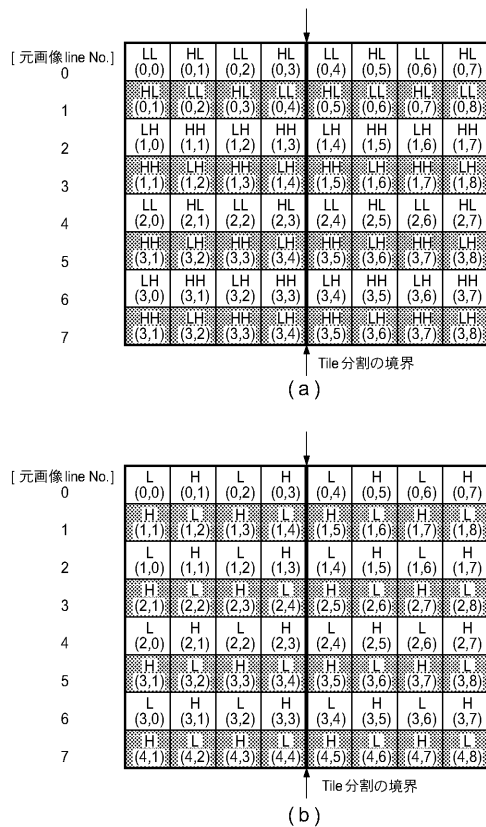 [ 元画像 line No.]
LL HL LL HL LL HL LL HL
0 (0,0) (0,1) (0,2) (0,3) (0,4) (0,5) (0,6) (0,7)
HL LL HL LL HL LL HL LL
1 (0,1) (0,2) (0,3) (0,4) (0,5) (0,6) (0,7) (0,8)
LH HH LH HH LH HH LH HH
2 (1,0) (1,1) (1,2) (1,3) (1,4) (1,5) (1,6) (1,7)
HH LH HH LH HH LH HH LH
3 (1,1) (1,2) (1,3) (1,4) (1,5) (1,6) (1,7) (1,8)
LL HL LL HL LL HL LL HL
4 (2,0) (2,1) (2,2) (2,3) (2,4) (2,5) (2,6) (2,7)
HH LH HH LH HH LH HH LH
5 (3,1) (3,2) (3,3) (3,4) (3,5) (3,6) (3,7) (3,8)
LH HH LH HH LH HH LH HH
6 (3,0) (3,1) (3,2) (3,3) (3,4) (3,5) (3,6) (3,7)
HH LH HH LH HH LH HH LH
7 (3,1) (3,2) (3,3) (3,4) (3,5) (3,6) (3,7) (3,8)
Tile 分割の境界
(a)
[ 元画像 line No.]
L H L H L H L H
0 (0,0) (0,1) (0,2) (0,3) (0,4) (0,5) (0,6) (0,7)
H L H L H L H L
1 (1,1) (1,2) (1,3) (1,4) (1,5) (1,6) (1,7) (1,8)
L H L H L H L H
2 (1,0) (1,1) (1,2) (1,3) (1,4) (1,5) (1,6) (1,7)
H L H L H L H L
3 (2,1) (2,2) (2,3) (2,4) (2,5) (2,6) (2,7) (2,8)
L H L H L H L H
4 (2,0) (2,1) (2,2) (2,3) (2,4) (2,5) (2,6) (2,7)
H L H L H L H L
5 (3,1) (3,2) (3,3) (3,4) (3,5) (3,6) (3,7) (3,8)
L H L H L H L H
6 (3,0) (3,1) (3,2) (3,3) (3,4) (3,5) (3,6) (3,7)
H L H L H L H L
7 (4,1) (4,2) (4,3) (4,4) (4,5) (4,6) (4,7) (4,8)
Tile 分割の境界
(b)